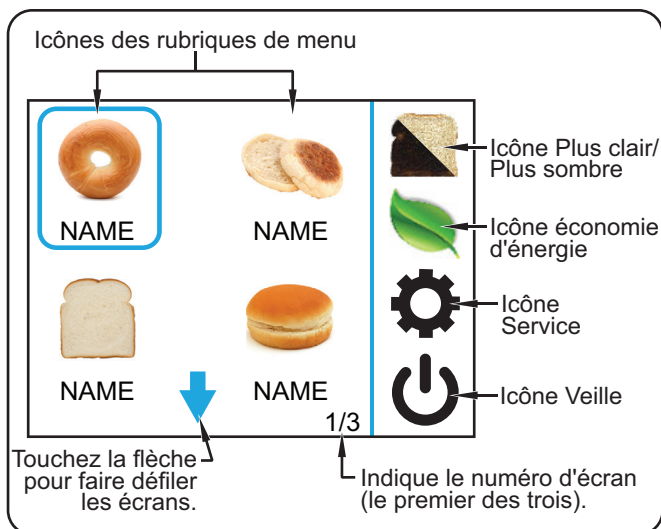 Icônes des rubriques de menu
NAME
NAME
NAME
NAME
1/3
Icône Plus clair/
Plus sombre
Icône économie
d'énergie
Icône
Service
Icône Veille
Touchez la flèche
pour faire défiler
les écrans.
Indique le numéro d'écran
(le premier des trois).